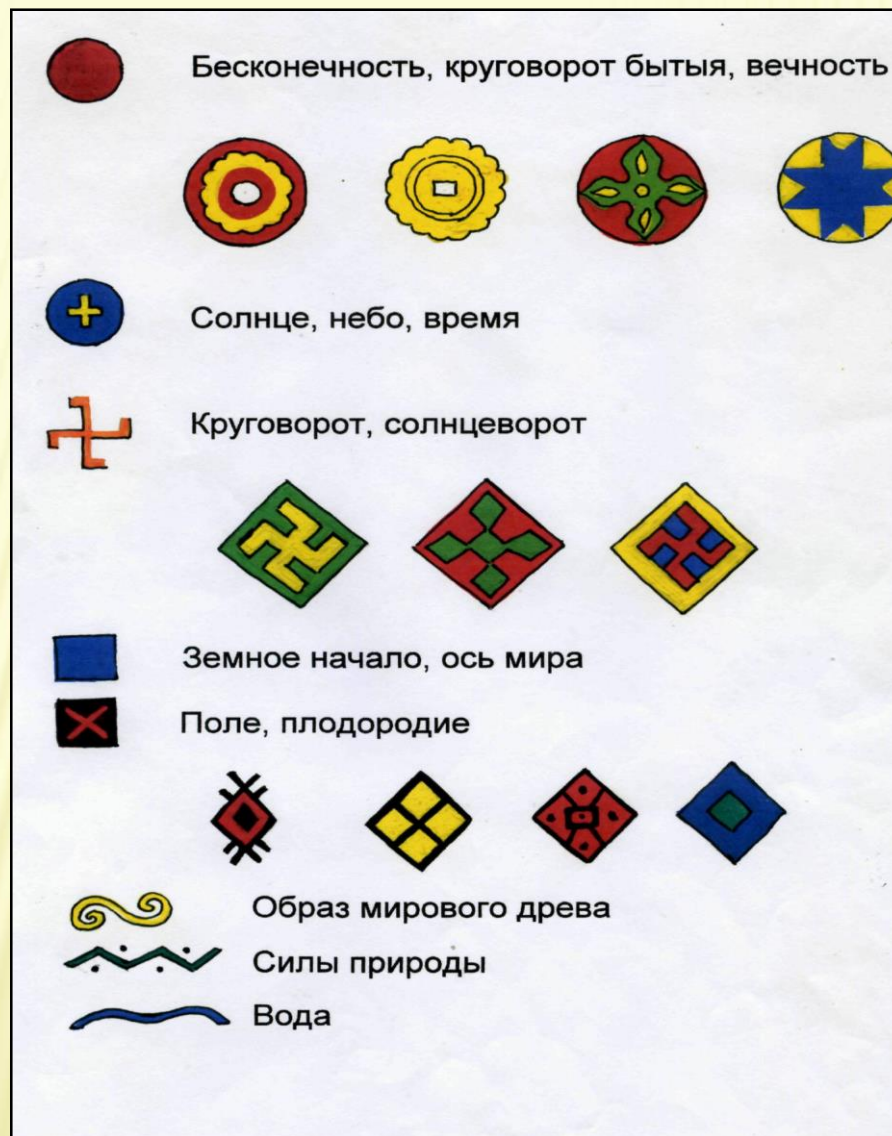 Бесконечность, круговорот бытыя, вечность
Солнце, небо, время
Круговорот, солнцеворот
Земное начало, ось мира
Поле, плодородие
Образ мирового древа
Силы природы
Вода